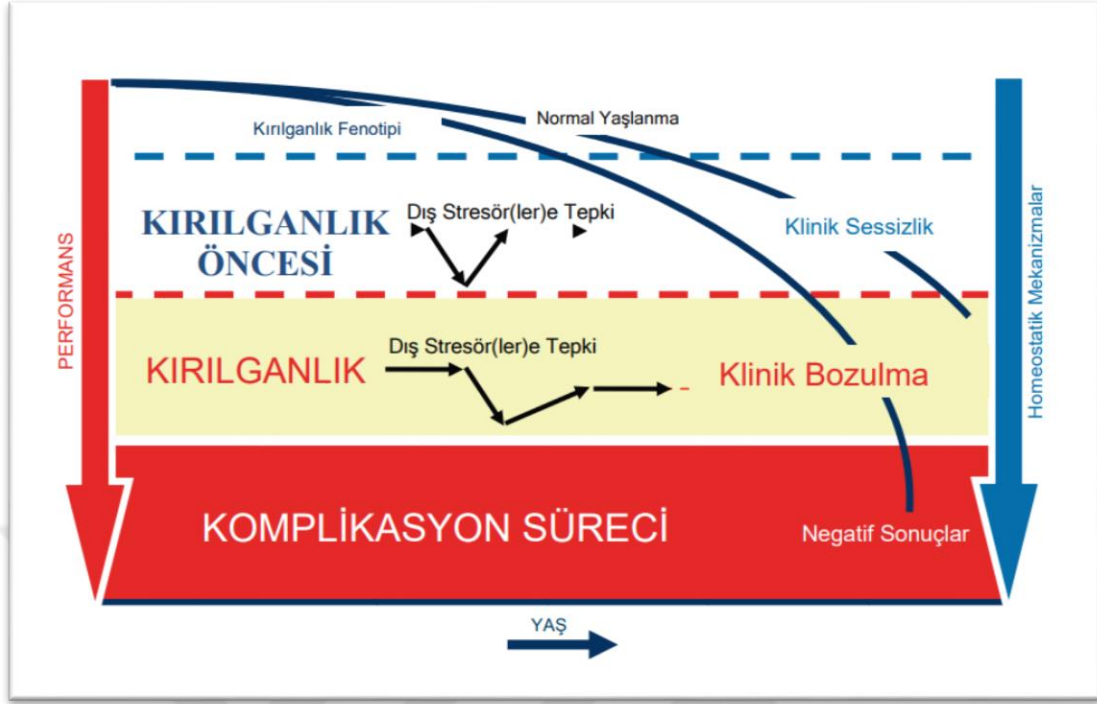 Normal Yaşlanma
Kırılganlık Fenotipi
KIRILGANLIK
ÖNCESİ
Dış Stresör(ler)e Tepki
Klinik Sessizlik
PERFORMANS
Homeostatik Mekanizmalar
KIRILGANLIK
Dış Stresör(ler)e Tepki
Klinik Bozulma
KOMPLİKASYON SÜRECİ
Negatif Sonuçlar
YAŞ